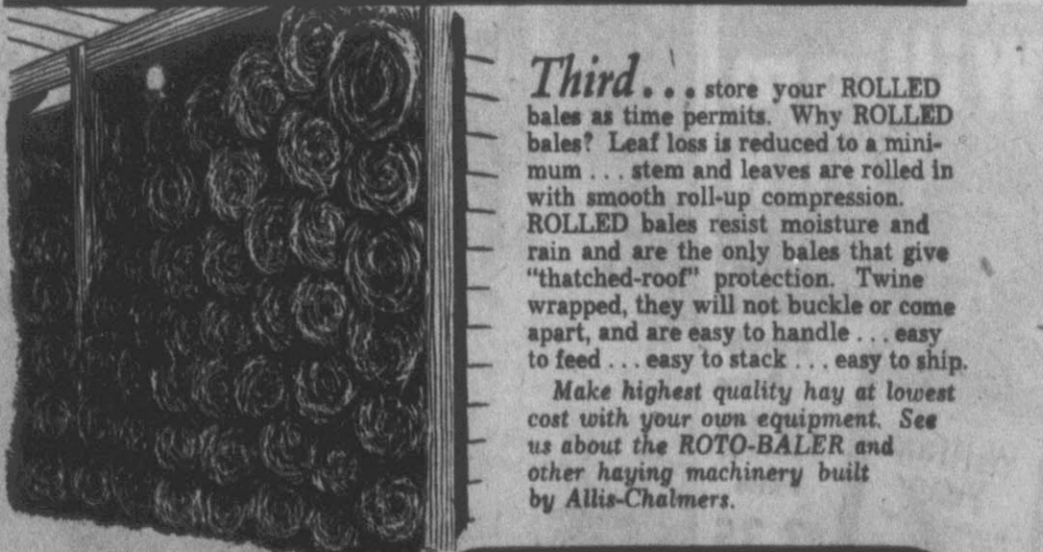 Third... store your ROLLED
bales as time permits. Why ROLLED
bales? Leaf loss is reduced to a mini-
mum ... stem and leaves are rolled in
with smooth roll-up compression.
ROLLED bales resist moisture and
rain and are the only bales that give
"thatched-roof" protection. Twine
wrapped, they will not buckle or come
apart, and are easy to handle ... easy
to feed ... easy to stack ... easy to ship.
Make highest quality hay at lowest
cost with your own equipment. See
us about the ROTO-BALER and
other haying machinery built
by Allis-Chalmers.